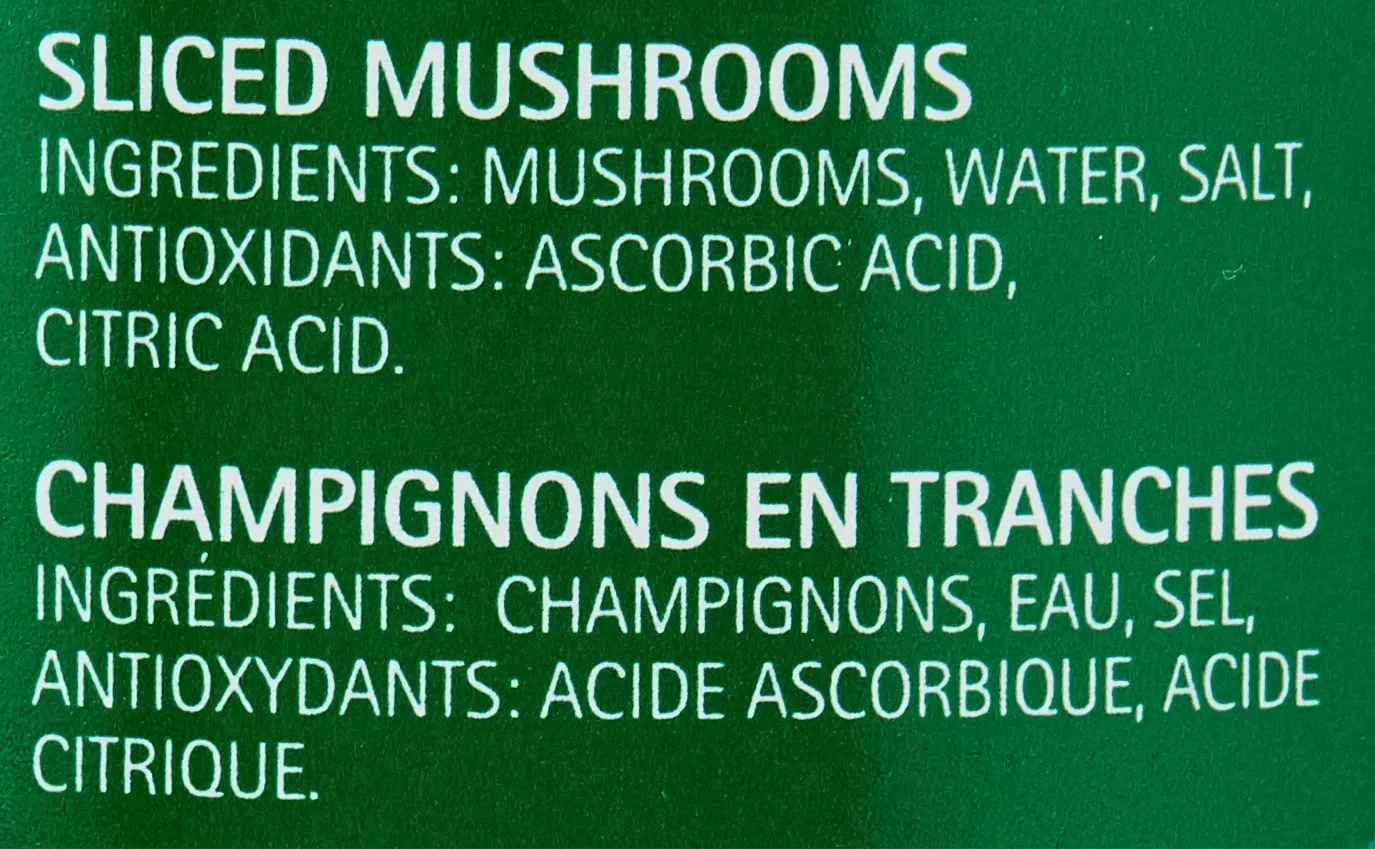 SLICED MUSHROOMS
INGREDIENTS: MUSHROOMS, WATER, SALT,
ANTIOXIDANTS: ASCORBIC ACID,
CITRIC ACID.
CHAMPIGNONS EN TRANCHES
INGRÉDIENTS: CHAMPIGNONS, EAU, SEL,
ANTIOXYDANTS: ACIDE ASCORBIQUE, ACIDE
CITRIQUE.